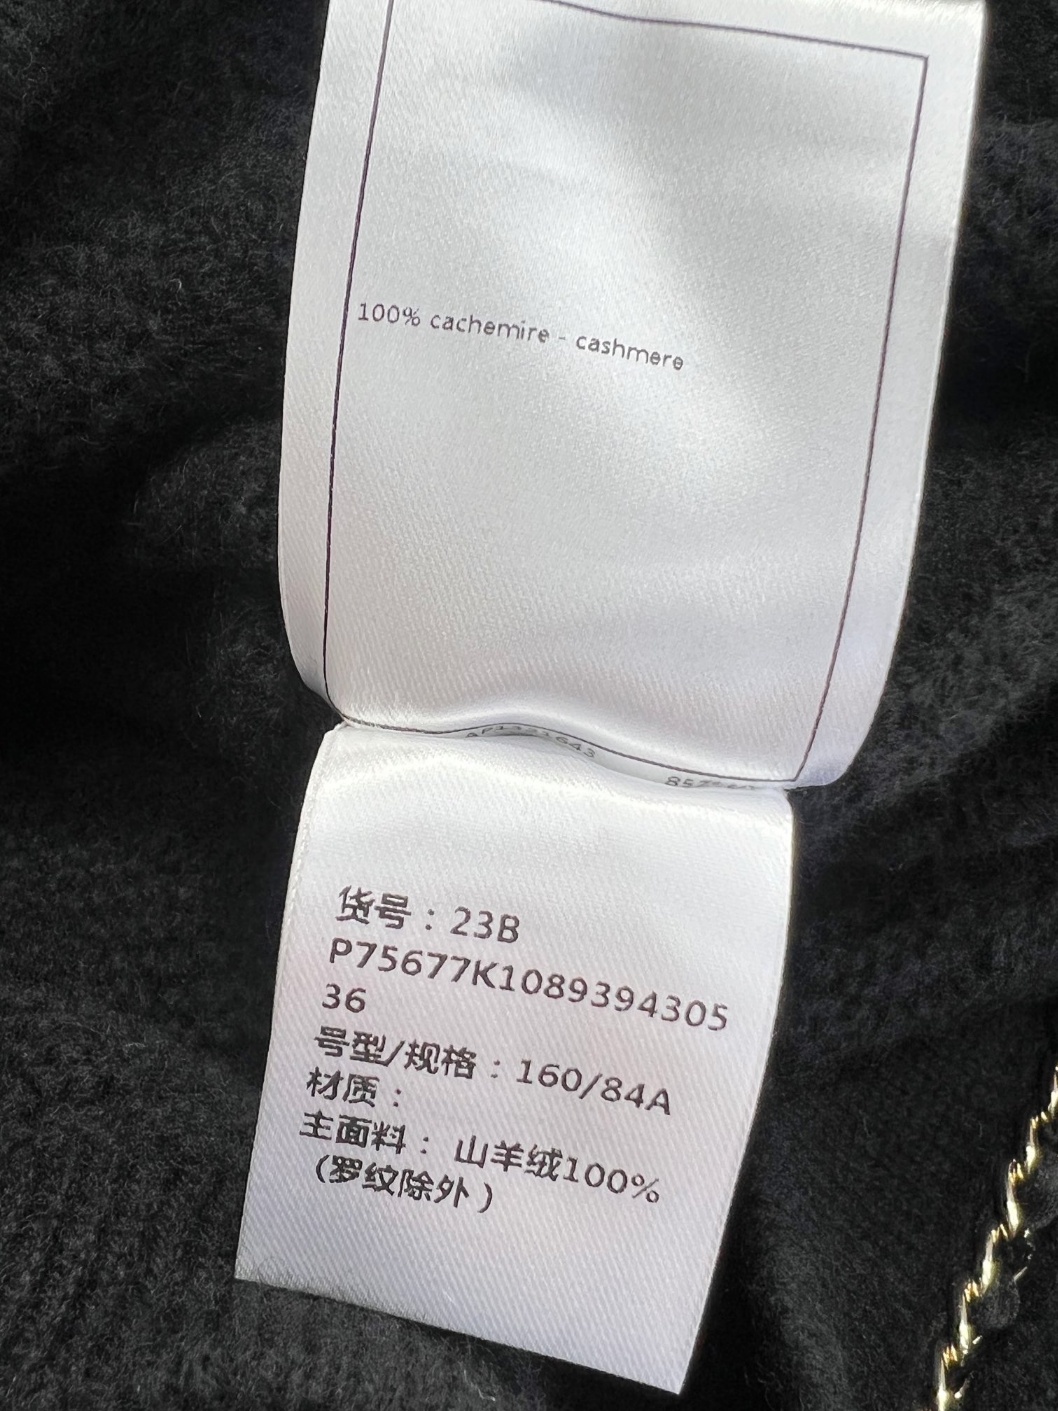 100% cachemire - cashmere
货号：23B
P75677K1089394305
36
号型/规格：160/84A
材质：
主面料： 山羊绒100%
（罗纹除外）